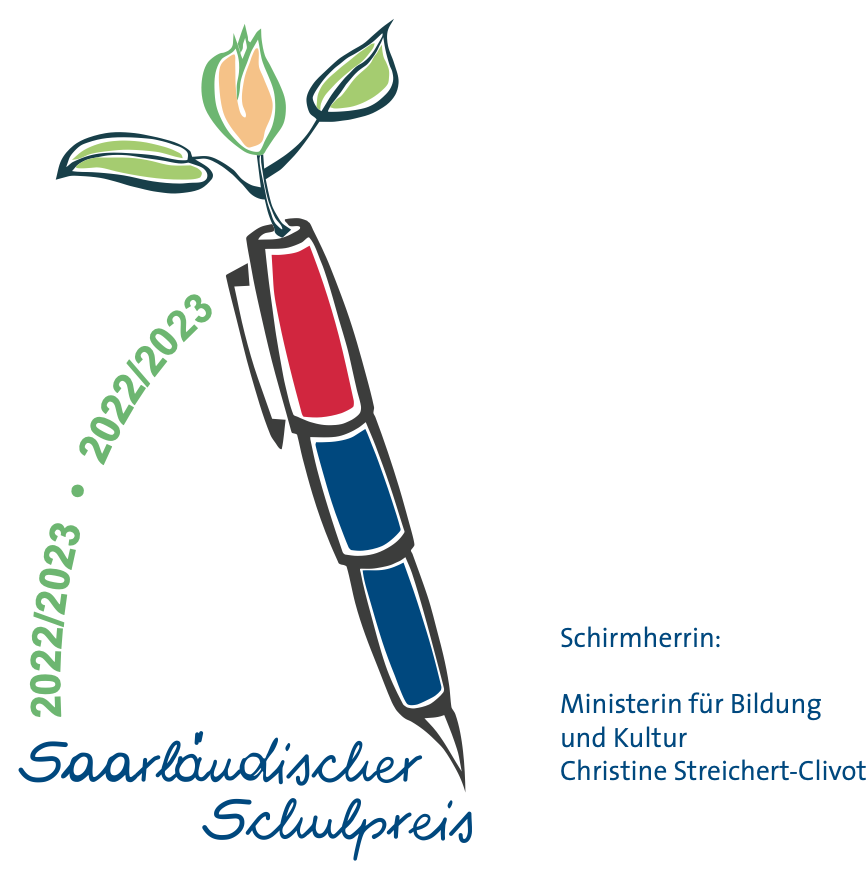 2022/2023 • 2022/2023
Saarländischer
Schulpreis
Schirmherrin:
Ministerin für Bildung
und Kultur
Christine Streichert-Clivot